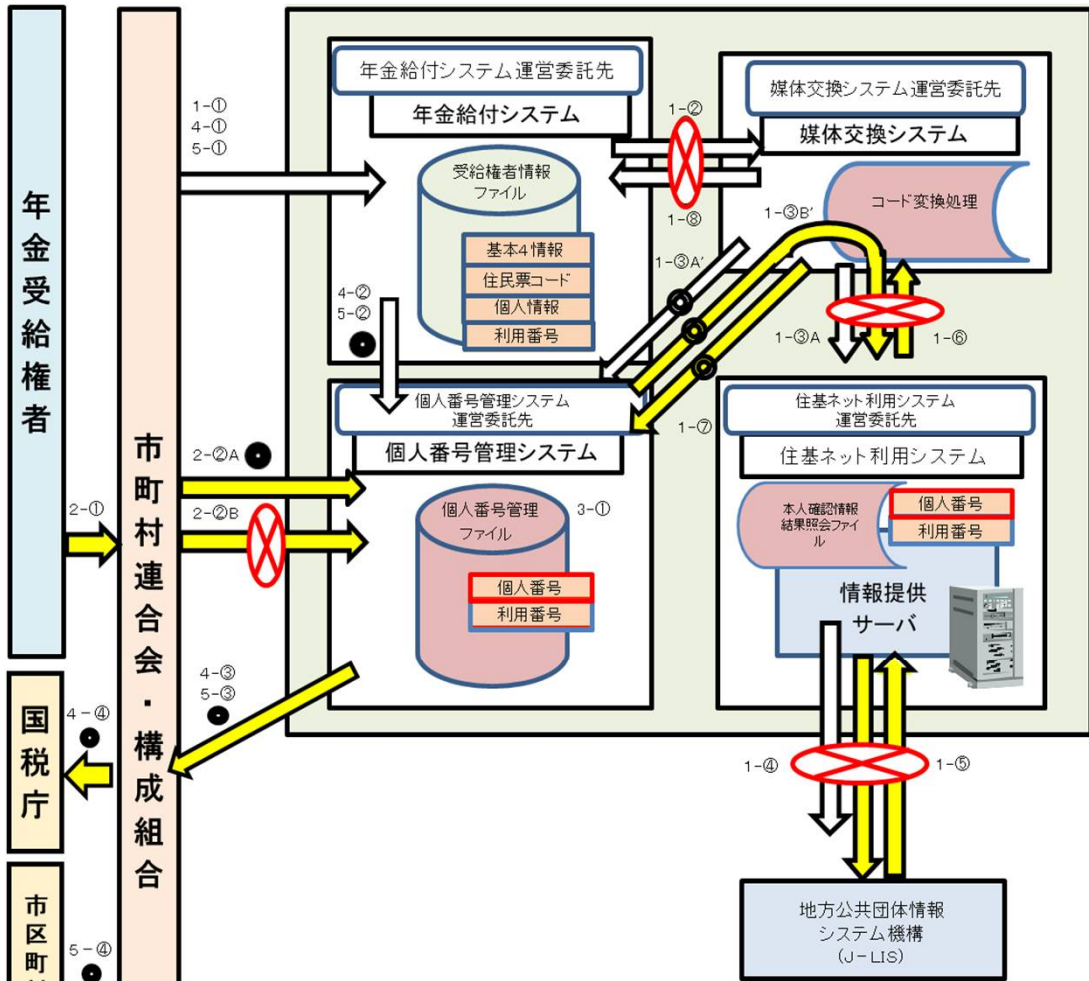 年金受給権者
市町村連合会・構成組合
国税庁
市区町
1-①
4-①
5-①
年金給付システム運営委託先
年金給付システム
受給権者情報
ファイル
基本4情報
住民票コード
個人情報
利用番号
1-②
1-⑧
媒体交換システム運営委託先
媒体交換システム
コード変換処理
1-③B′
1-③A′
1-③A
1-⑥
4-②
5-②
個人番号管理システム
運営委託先
個人番号管理システム
1-⑦
住基ネット利用システム
運営委託先
住基ネット利用システム
2-①
2-②A
2-②B
個人番号管理
ファイル
3-①
個人番号
利用番号
本人確認情報
結果照会ファイ
ル
個人番号
利用番号
情報提供
サーバ
4-③
5-③
4-④
1-④
1-⑤
5-④
地方公共団体情報
システム機構
(J-LIS)